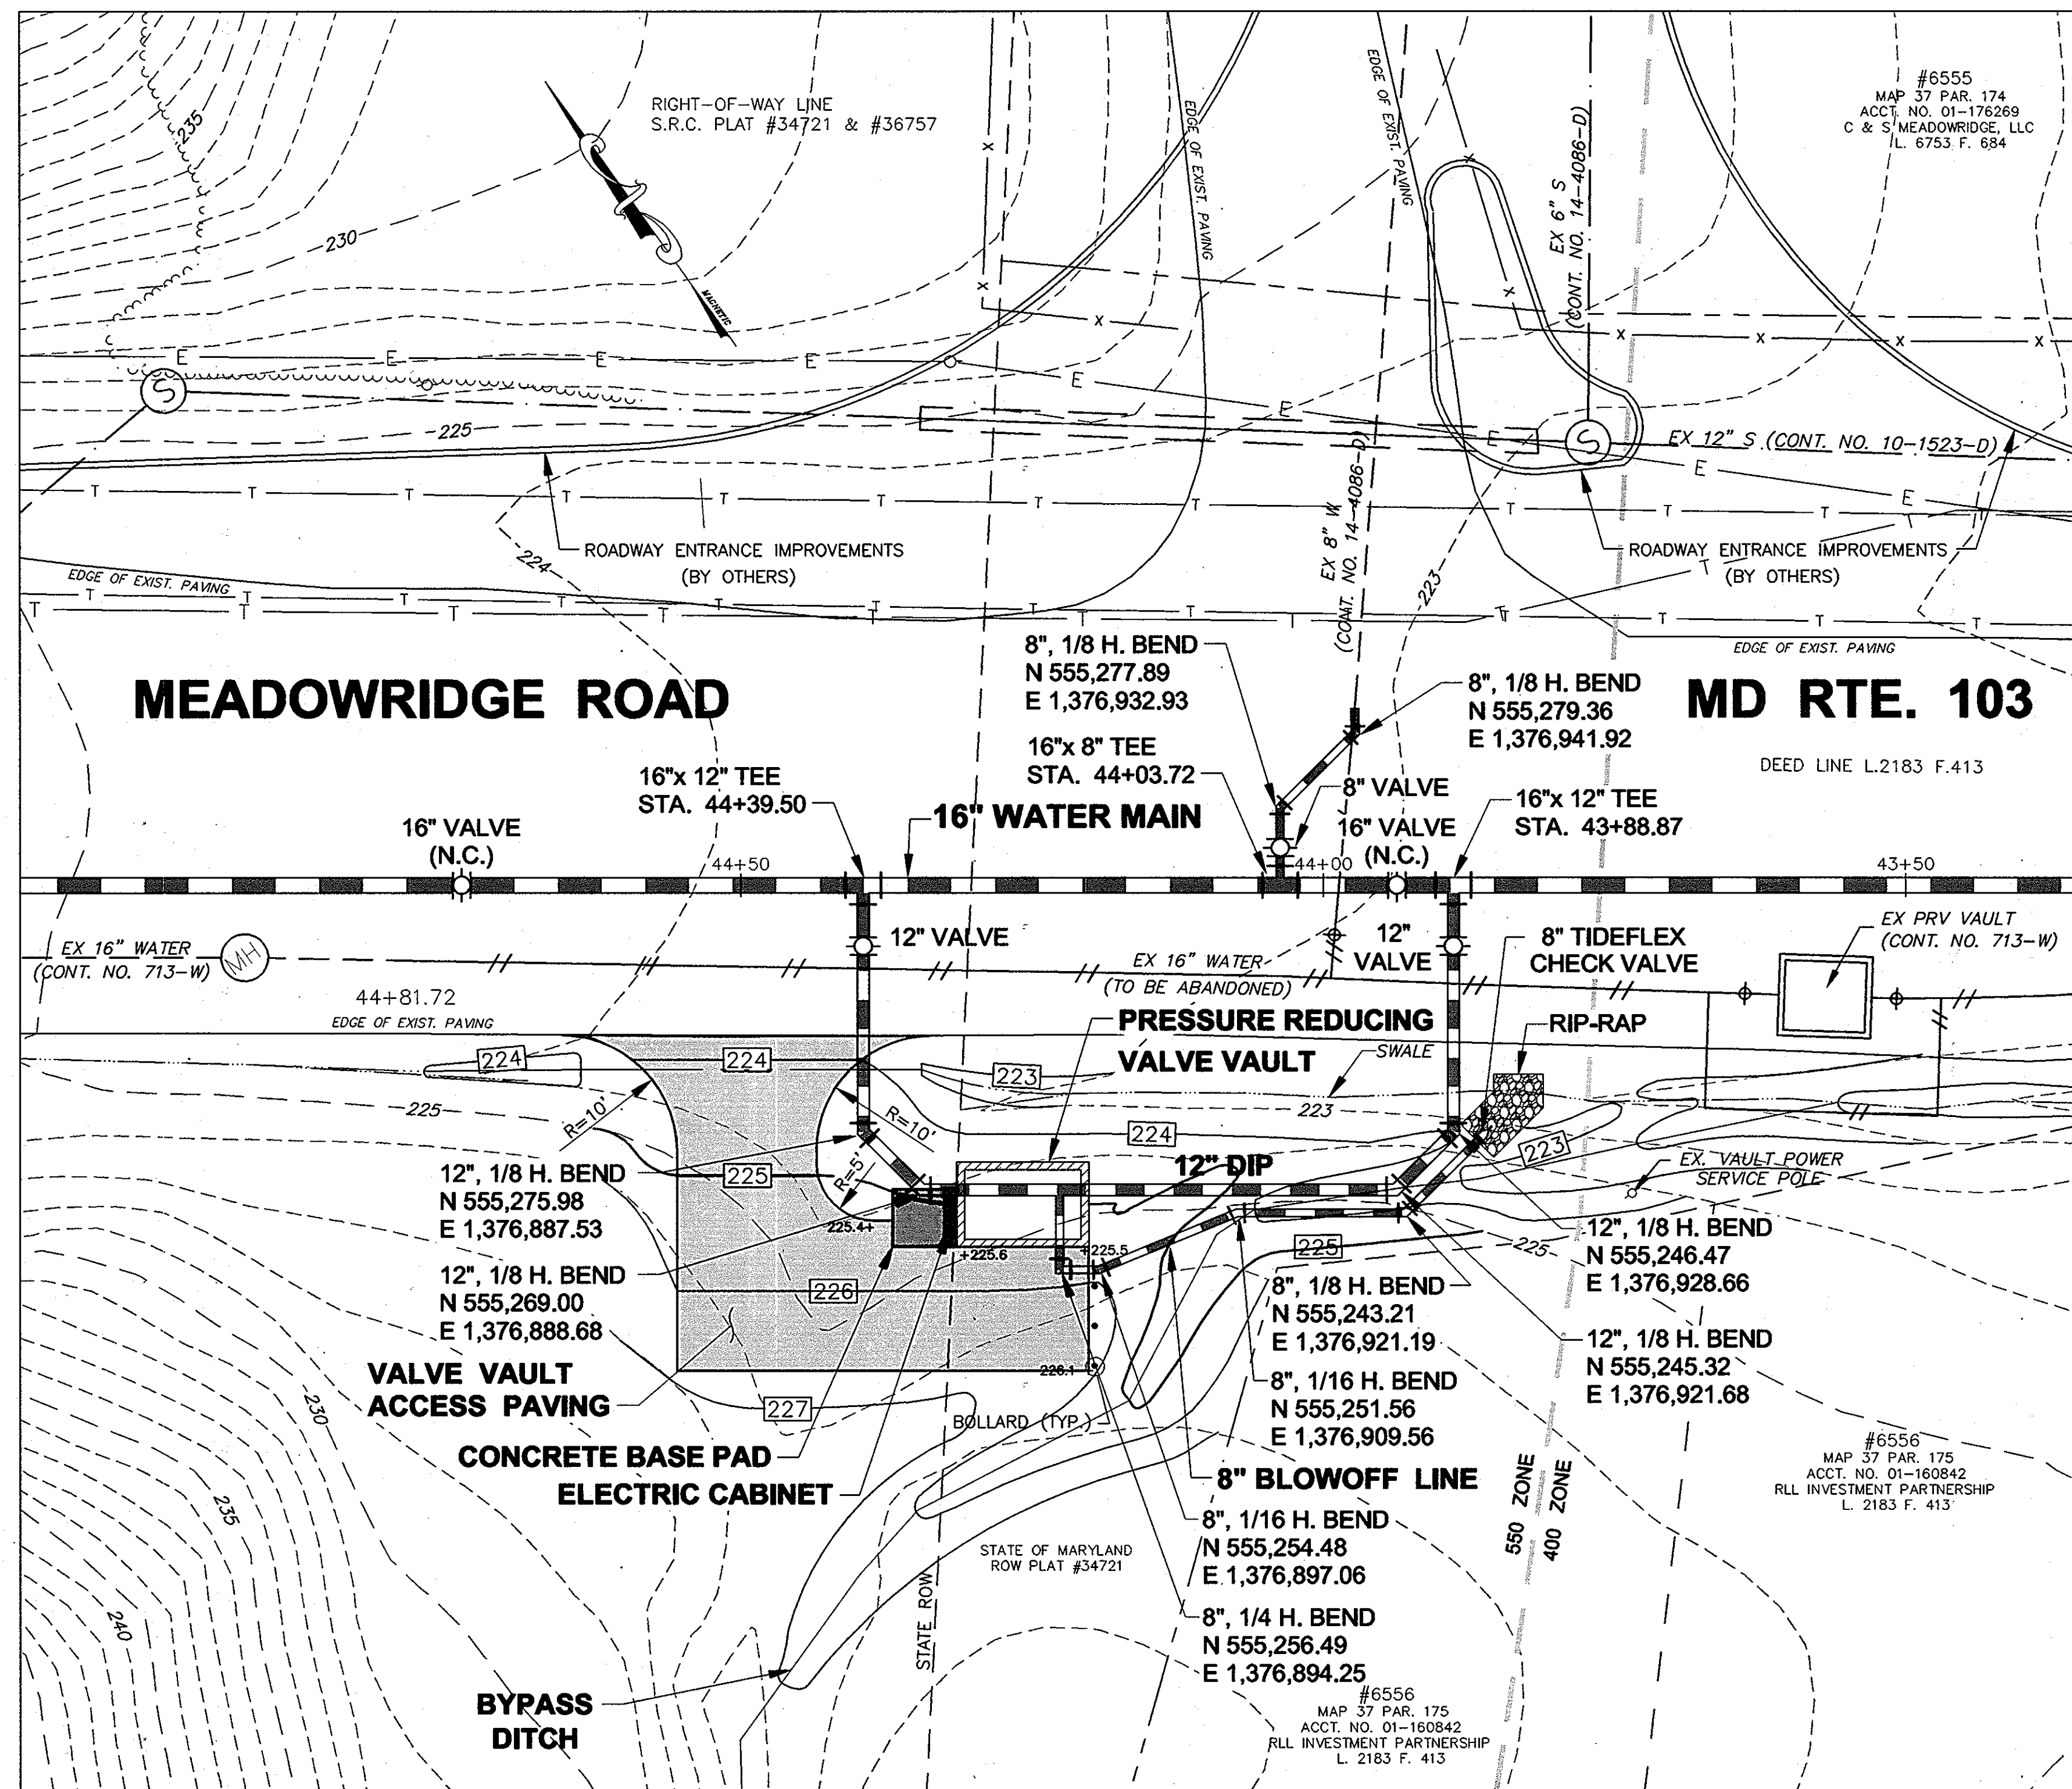 235
RIGHT-OF-WAY LINE
S.R.C. PLAT #34721 & #36757
MAGNETIC
230
EDGE OF EXIST. PAVING
EDGE OF EXIST. PAVING
EX 6" S
(CONT. NO. 14-4086-D)
#6555
MAP 37 PAR. 174
ACCT. NO. 01-176269
C & S MEADOWRIDGE, LLC
L. 6753 F. 684
E E E E E E E E E
S
S
225
EX 12" S (CONT. NO. 10-1523-D)
224
ROADWAY ENTRANCE IMPROVEMENTS
(BY OTHERS)
EX 8" W
(CONT. NO. 14-4086-D)
223
ROADWAY ENTRANCE IMPROVEMENTS
(BY OTHERS)
EDGE OF EXIST. PAVING
EDGE OF EXIST. PAVING
MEADOWRIDGE ROAD
MD RTE. 103
8", 1/8 H. BEND
N 555,277.89
E 1,376,932.93
8", 1/8 H. BEND
N 555,279.36
E 1,376,941.92
DEED LINE L.2183 F.413
16"x 12" TEE
STA. 44+39.50
16"x 8" TEE
STA. 44+03.72
8" VALVE
16"x 12" TEE
STA. 43+88.87
16" VALVE
(N.C.)
16" WATER MAIN
16" VALVE
(N.C.)
44+50
44+00
43+50
EX 16" WATER
(CONT. NO. 713-W)
MH
12" VALVE
EX 16" WATER
(TO BE ABANDONED)
12"
VALVE
8" TIDEFLEX
CHECK VALVE
EX PRV VAULT
(CONT. NO. 713-W)
44+81.72
EDGE OF EXIST. PAVING
PRESSURE REDUCING
VALVE VAULT
SWALE
RIP-RAP
224
224
223
225
R=10'
R=10'
223
224
223
225
R=5'
12" DIP
EX. VAULT POWER
SERVICE POLE
12", 1/8 H. BEND
N 555,275.98
E 1,376,887.53
225.4+
+225.6
+225.5
225
225
12", 1/8 H. BEND
N 555,246.47
E 1,376,928.66
12", 1/8 H. BEND
N 555,269.00
E 1,376,888.68
226
8", 1/8 H. BEND
N 555,243.21
E 1,376,921.19
12", 1/8 H. BEND
N 555,245.32
E 1,376,921.68
VALVE VAULT
ACCESS PAVING
226.1
8", 1/16 H. BEND
N 555,251.56
E 1,376,909.56
230
227
BOLLARD (TYP.)
CONCRETE BASE PAD
ELECTRIC CABINET
8" BLOWOFF LINE
#6556
MAP 37 PAR. 175
ACCT. NO. 01-160842
RLL INVESTMENT PARTNERSHIP
L. 2183 F. 413
235
550 ZONE
400 ZONE
8", 1/16 H. BEND
N 555,254.48
E 1,376,897.06
STATE OF MARYLAND
ROW PLAT #34721
240
STATE ROW
8", 1/4 H. BEND
N 555,256.49
E 1,376,894.25
BYPASS
DITCH
#6556
MAP 37 PAR. 175
ACCT. NO. 01-160842
RLL INVESTMENT PARTNERSHIP
L. 2183 F. 413